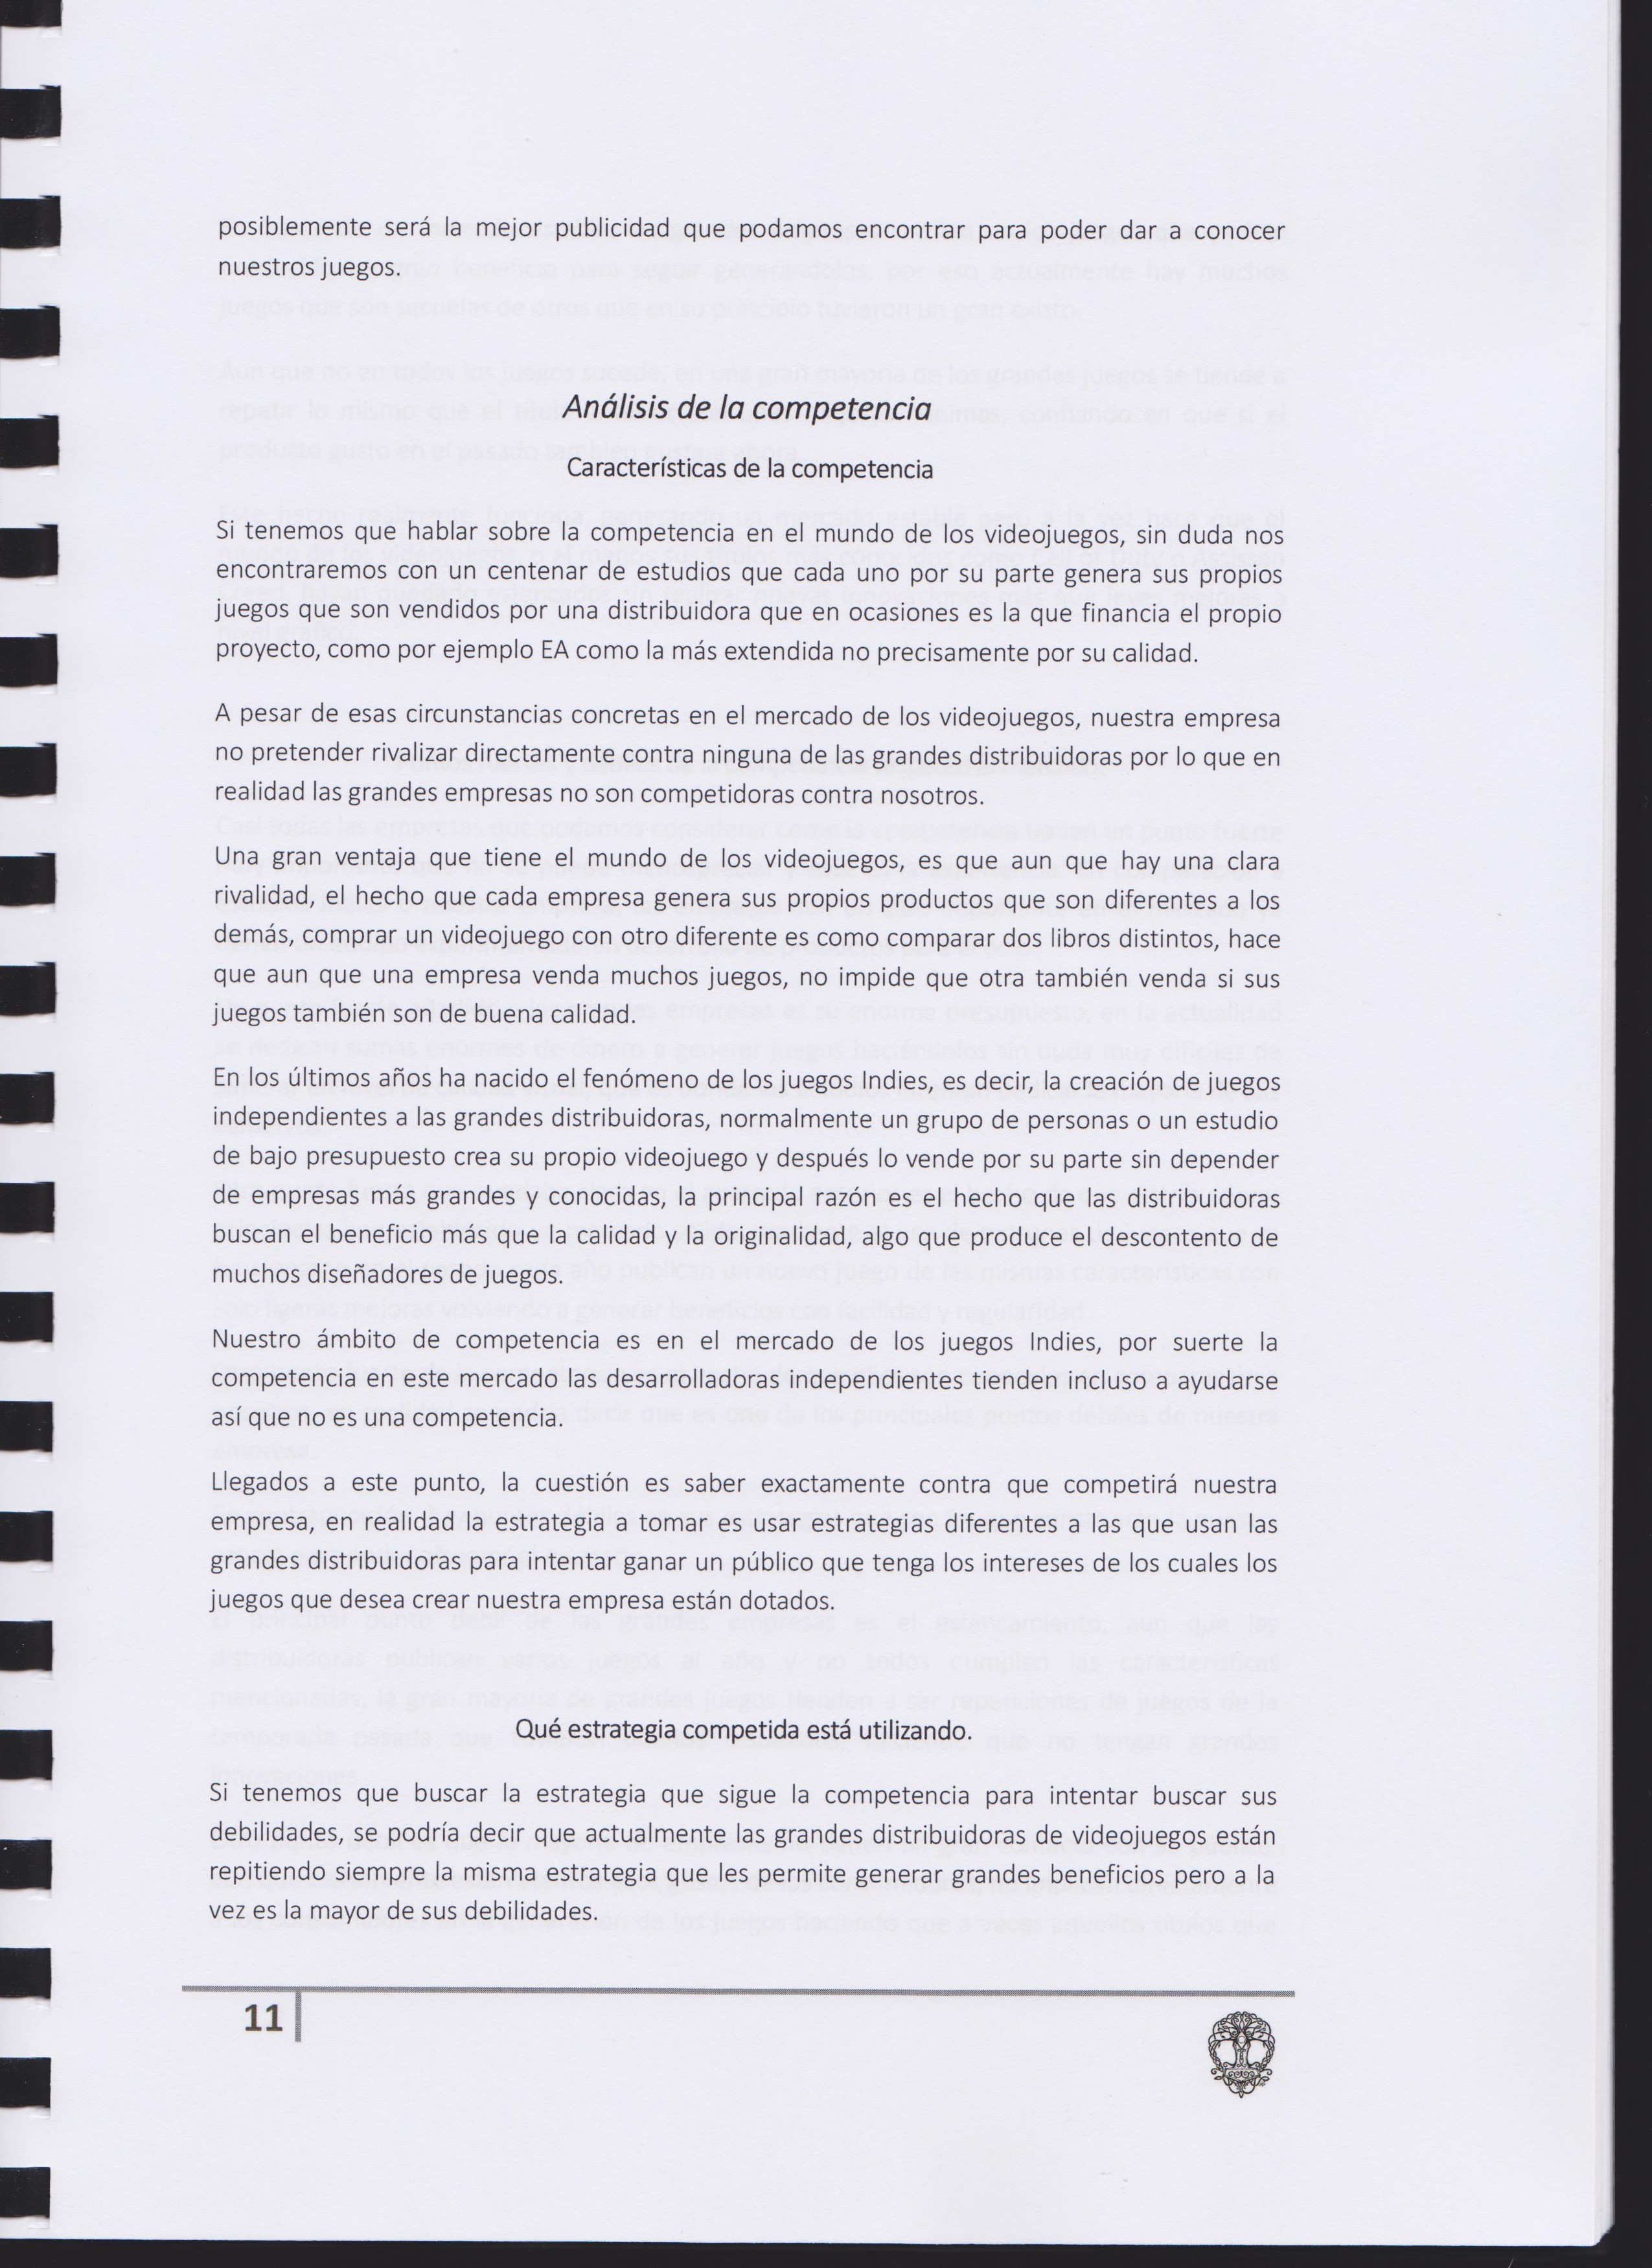 posiblemente será la mejor publicidad que podamos encontrar para poder dar a conocer
nuestros juegos.
Análisis de la competencia
Características de la competencia
Si tenemos que hablar sobre la competencia en el mundo de los videojuegos, sin duda nos
encontraremos con un centenar de estudios que cada uno por su parte genera sus propios
juegos que son vendidos por una distribuidora que en ocasiones es la que financia el propio
proyecto, como por ejemplo EA como la más extendida no precisamente por su calidad.
A pesar de esas circunstancias concretas en el mercado de los videojuegos, nuestra empresa
no pretender rivalizar directamente contra ninguna de las grandes distribuidoras por lo que en
realidad las grandes empresas no son competidoras contra nosotros.
Una gran ventaja que tiene el mundo de los videojuegos, es que aun que hay una clara
rivalidad, el hecho que cada empresa genera sus propios productos que son diferentes a los
demás, comprar un videojuego con otro diferente es como comparar dos libros distintos, hace
que aun que una empresa venda muchos juegos, no impide que otra también venda si sus
juegos también son de buena calidad.
En los últimos años ha nacido el fenómeno de los juegos Indies, es decir, la creación de juegos
independientes a las grandes distribuidoras, normalmente un grupo de personas o un estudio
de bajo presupuesto crea su propio videojuego y después lo vende por su parte sin depender
de empresas más grandes y conocidas, la principal razón es el hecho que las distribuidoras
buscan el beneficio más que la calidad y la originalidad, algo que produce el descontento de
muchos diseñadores de juegos.
Nuestro ámbito de competencia es en el mercado de los juegos Indies, por suerte la
competencia en este mercado las desarrolladoras independientes tienden incluso a ayudarse
así que no es una competencia.
Llegados a este punto, la cuestión es saber exactamente contra que competirá nuestra
empresa, en realidad la estrategia a tomar es usar estrategias diferentes a las que usan las
grandes distribuidoras para intentar ganar un público que tenga los intereses de los cuales los
juegos que desea crear nuestra empresa están dotados.
Qué estrategia competida está utilizando.
Si tenemos que buscar la estrategia que sigue la competencia para intentar buscar sus
debilidades, se podría decir que actualmente las grandes distribuidoras de videojuegos están
repitiendo siempre la misma estrategia que les permite generar grandes beneficios pero a la
vez es la mayor de sus debilidades.
11